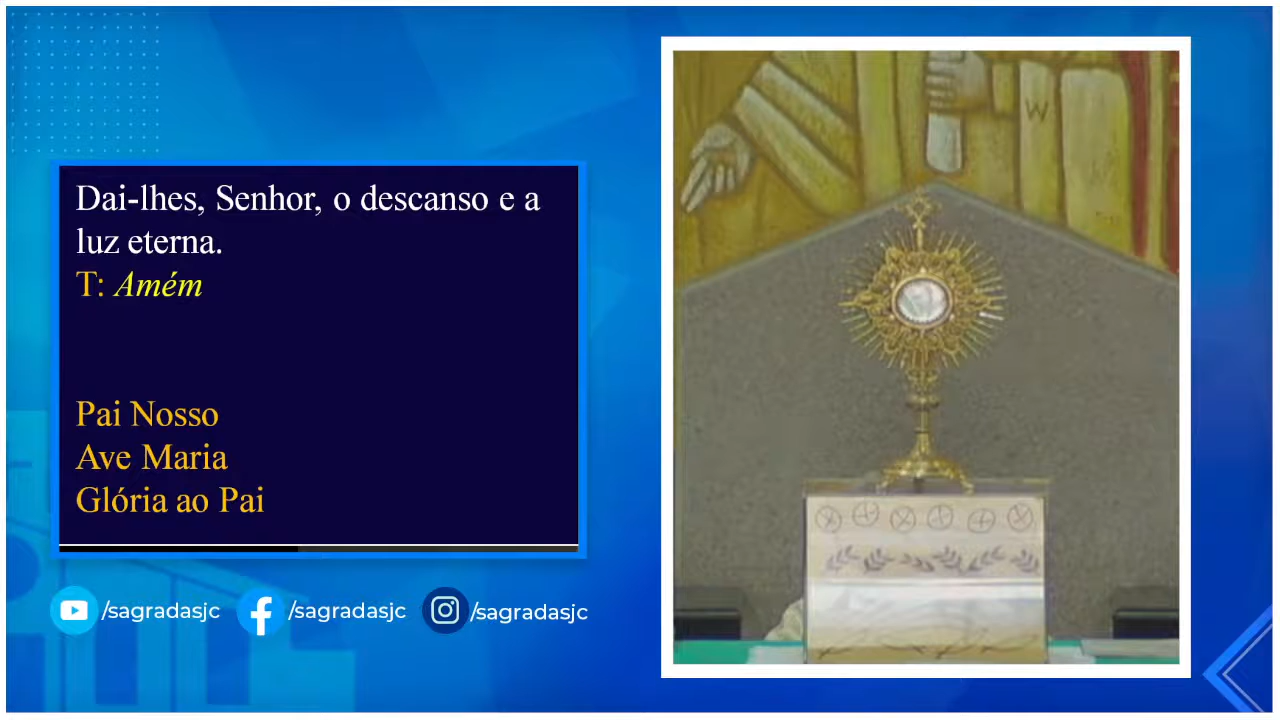 Dai-lhes, Senhor, o descanso e a
luz eterna.
T: Amém
Pai Nosso
Ave Maria
Glória ao Pai
/sagradasjc /sagradasjc /sagradasjc
W